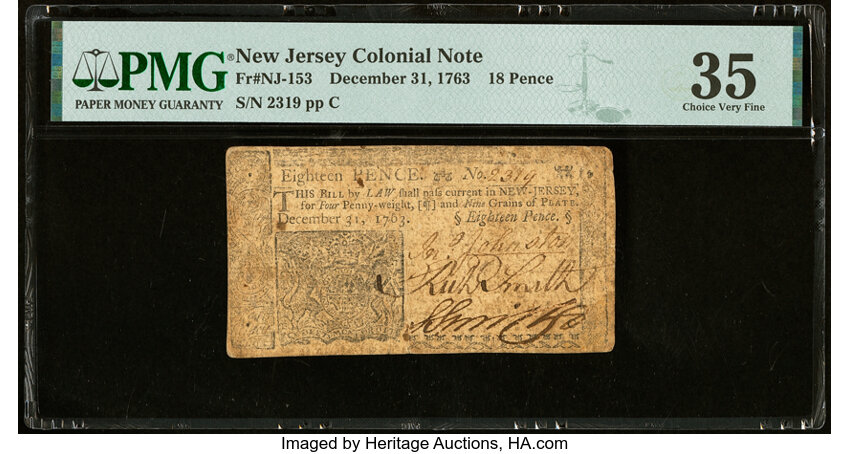 PMG®
PAPER MONEY GUARANTY
New Jersey Colonial Note
Fr#NJ-153 December 31, 1763 18 Pence
S/N 2319 pp C
35
Choice Very Fine
Eighteen PENCE. No. 2319
THIS BILL by LAW shall pass current in NEW-JERSEY,
for Four Penny-weight, [¶] and Nine Grains of PLATE.
December 31, 1763. § Eighteen Pence. §
Johnston
Smith
Imaged by Heritage Auctions, HA.com